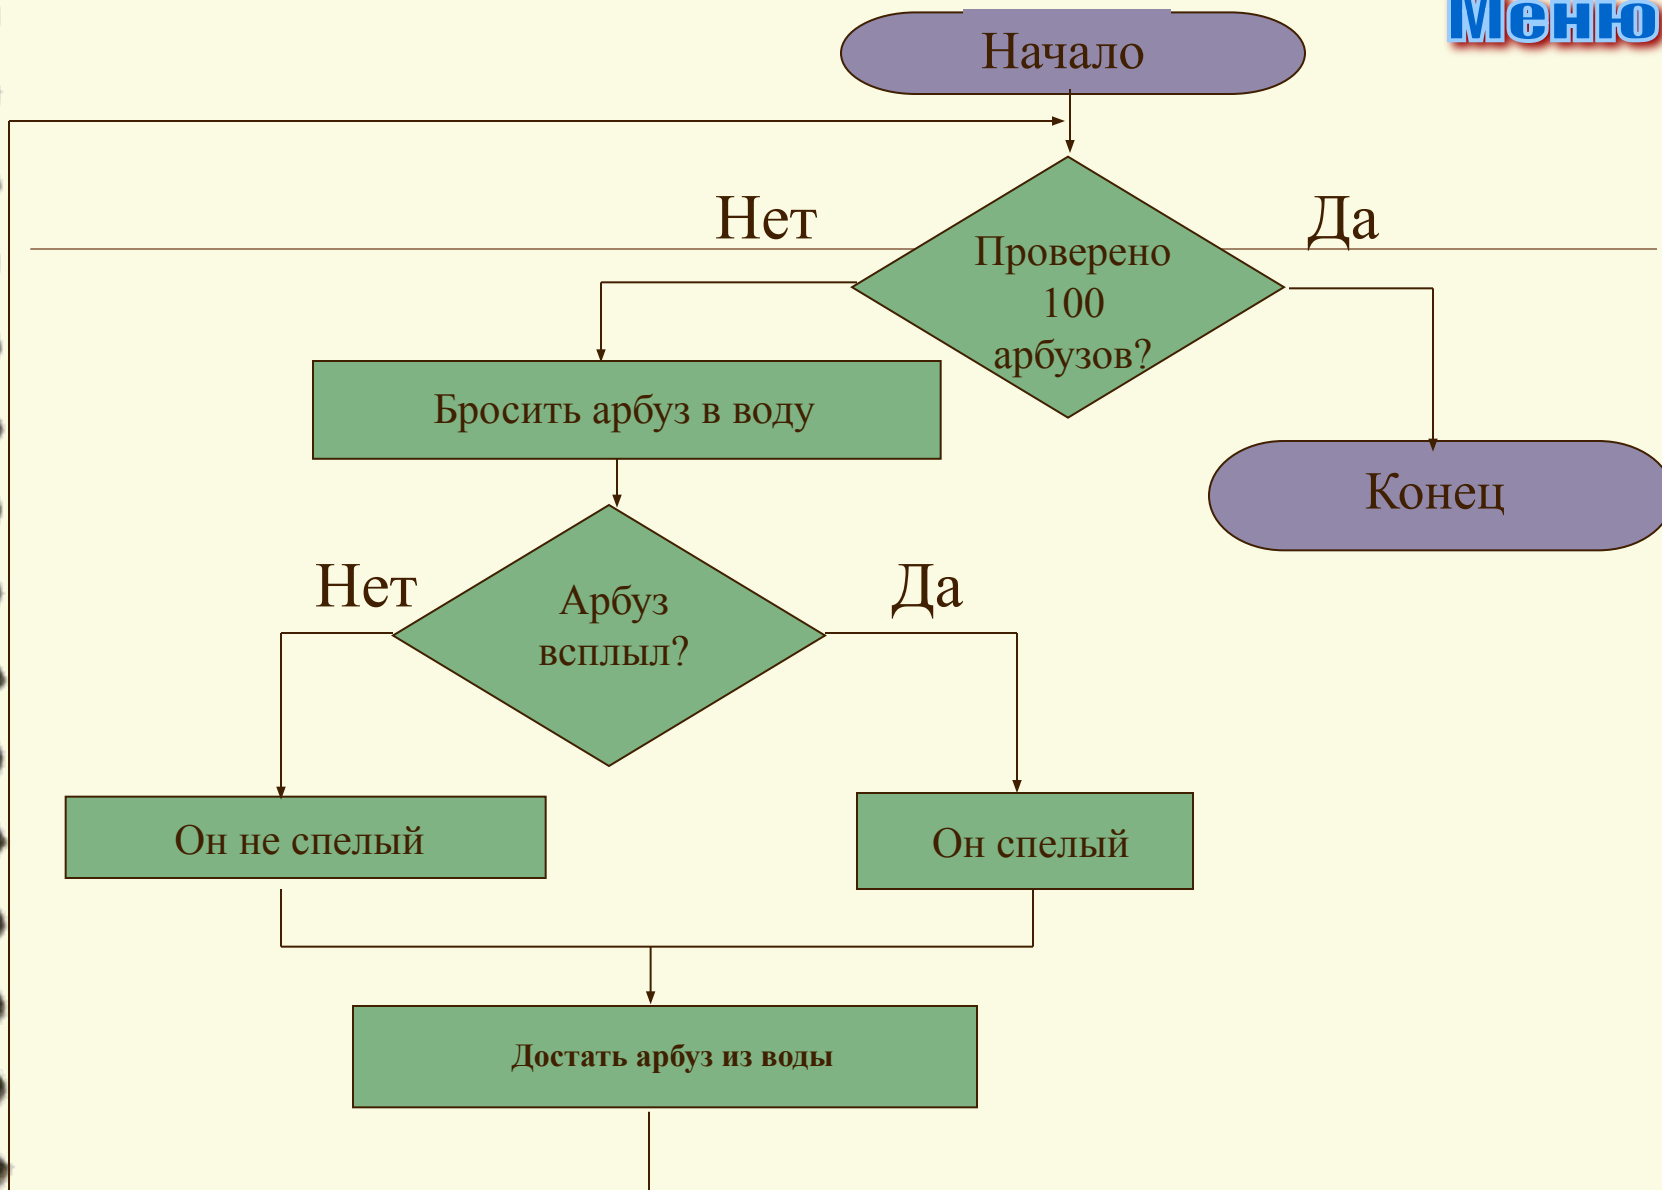 Меню
Начало
Нет
Да
Проверено
100
арбузов?
Бросить арбуз в воду
Конец
Нет
Да
Арбуз
всплыл?
Он не спелый
Он спелый
Достать арбуз из воды